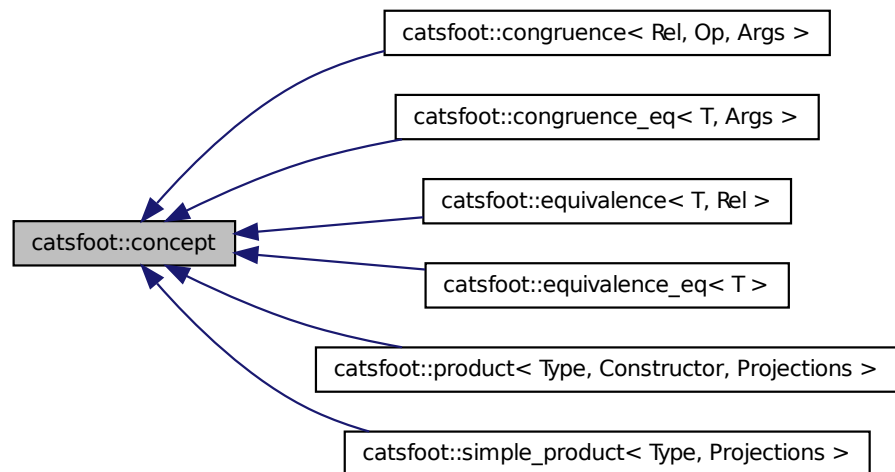 catsfoot::congruence< Rel, Op, Args >
catsfoot::congruence_eq< T, Args >
catsfoot::equivalence< T, Rel >
catsfoot::concept
catsfoot::equivalence_eq< T >
catsfoot::product< Type, Constructor, Projections >
catsfoot::simple_product< Type, Projections >